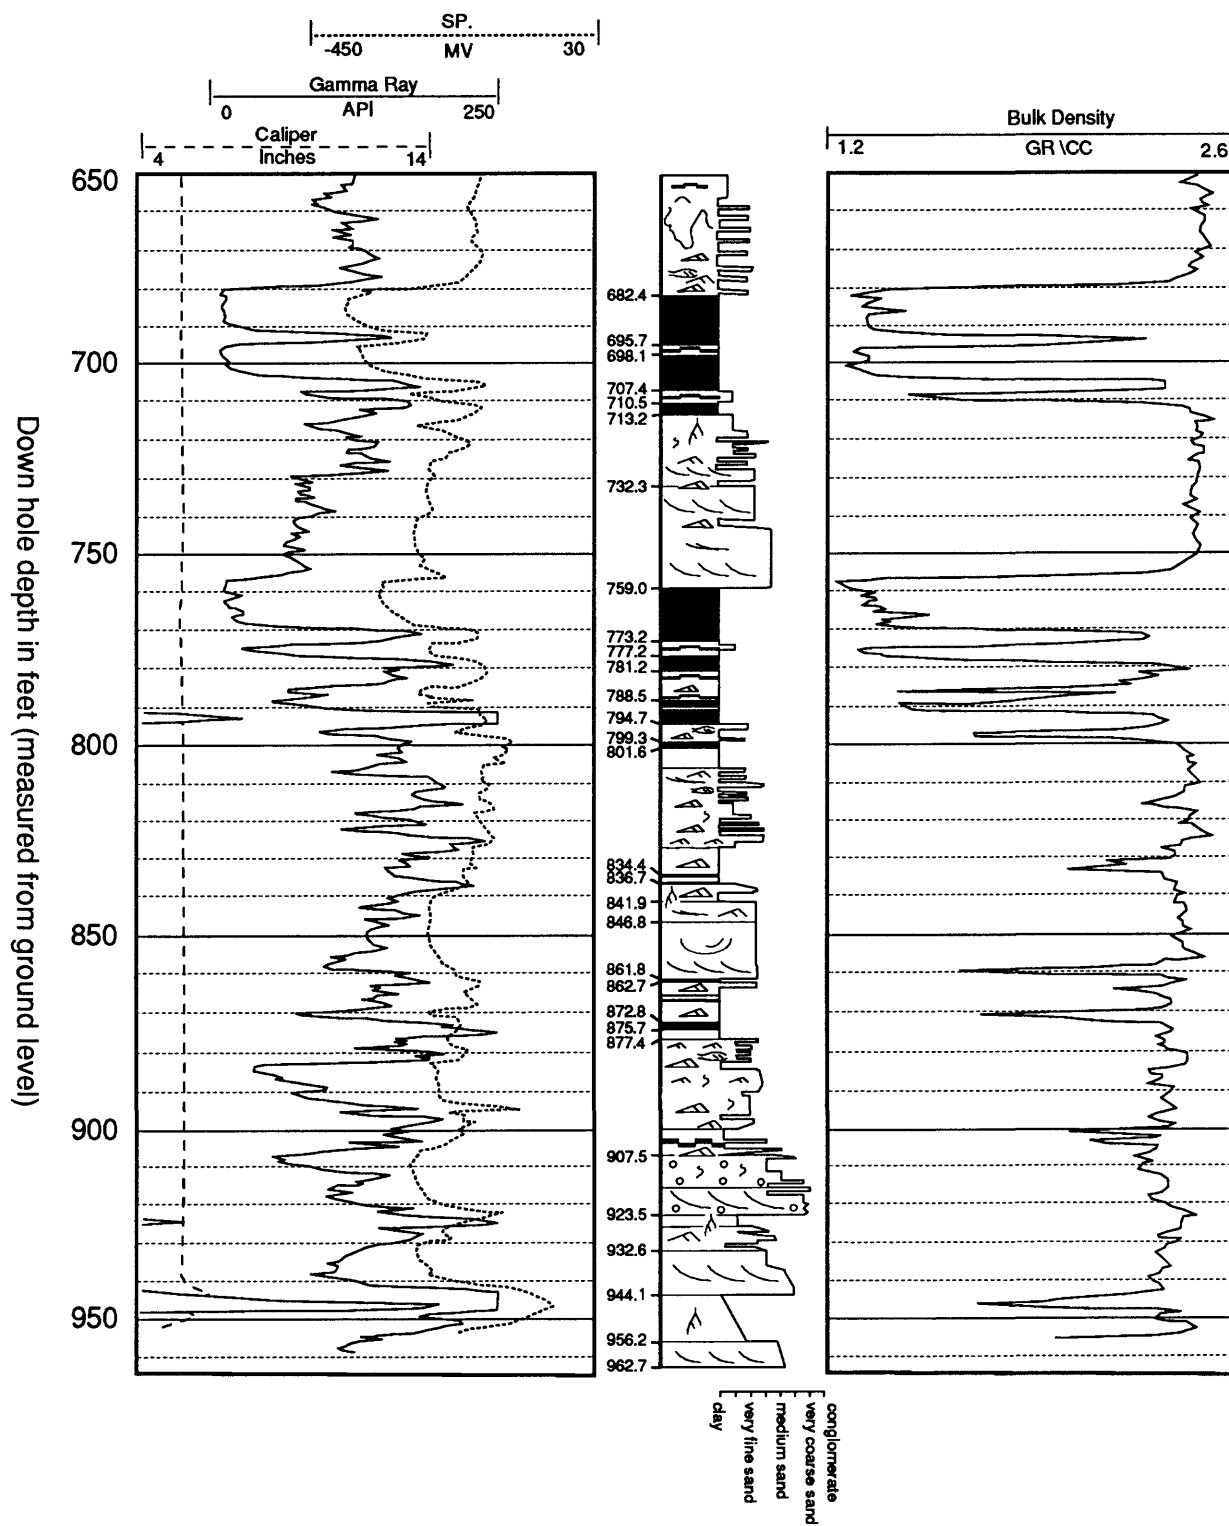 SP.
-450 MV 30
Gamma Ray
0 API 250
Caliper
4 Inches 14
Bulk Density
1.2 GR \CC 2.6
Down hole depth in feet (measured from ground level)
650
700
750
800
850
900
950
682.4
695.7
698.1
707.4
710.5
713.2
732.3
759.0
773.2
777.2
781.2
788.5
794.7
799.3
801.6
834.4
836.7
841.9
846.8
861.8
862.7
872.8
875.7
877.4
907.5
923.5
932.6
944.1
956.2
962.7
clay
very fine sand
medium sand
very coarse sand
conglomerate